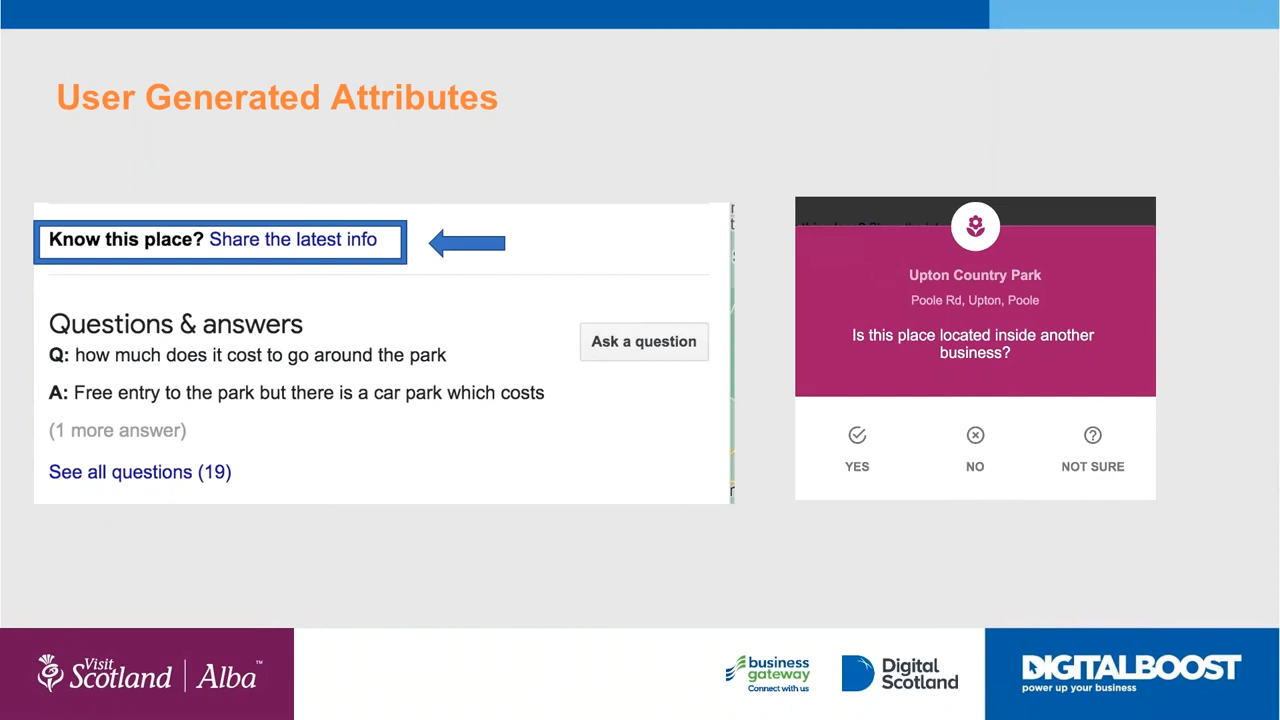 User Generated Attributes
Know this place? Share the latest info
Questions & answers
Ask a question
Q: how much does it cost to go around the park
A: Free entry to the park but there is a car park which costs
(1 more answer)
See all questions (19)
Upton Country Park
Poole Rd, Upton, Poole
Is this place located inside another
business?
YES
NO
NOT SURE
Visit
Scotland | Alba™
business
gateway
Connect with us
Digital
Scotland
DIGITALBOOST
power up your business